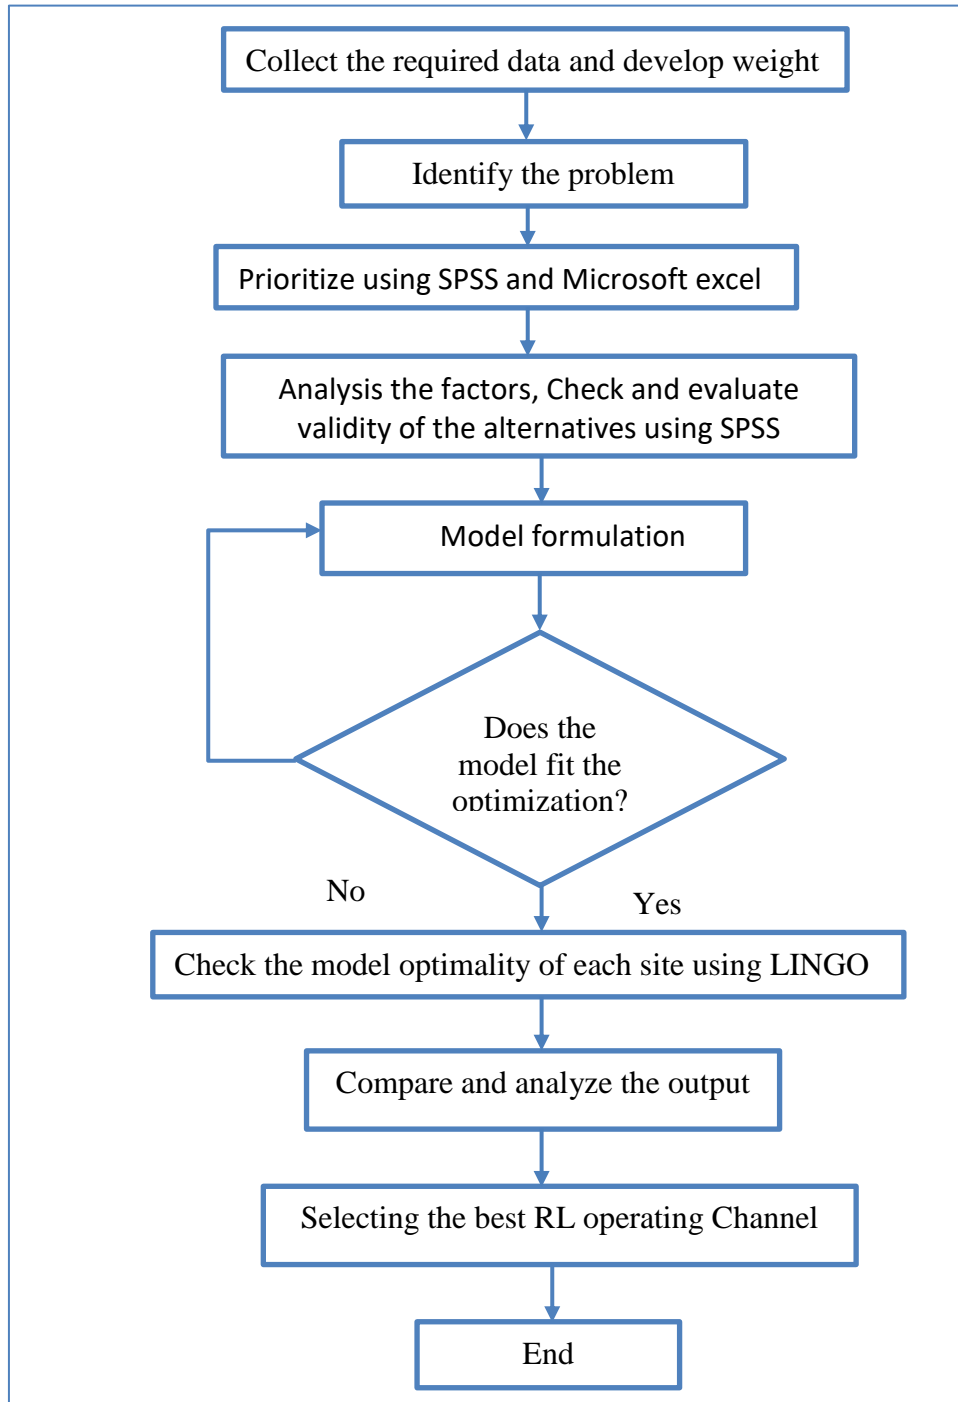 Collect the required data and develop weight
Identify the problem
Prioritize using SPSS and Microsoft excel
Analysis the factors, Check and evaluate
validity of the alternatives using SPSS
Model formulation
Does the
model fit the
optimization?
No
Yes
Check the model optimality of each site using LINGO
Compare and analyze the output
Selecting the best RL operating Channel
End